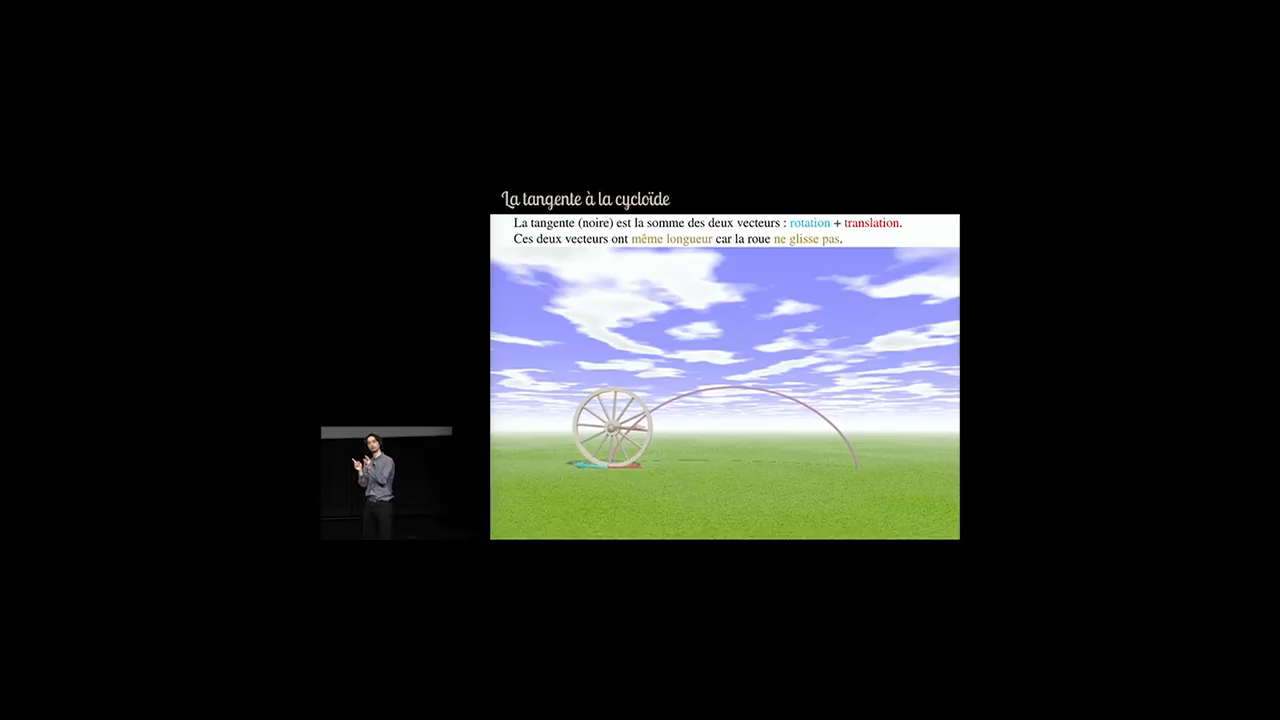 La tangente à la cycloïde
La tangente (noire) est la somme des deux vecteurs : rotation + translation.
Ces deux vecteurs ont même longueur car la roue ne glisse pas.